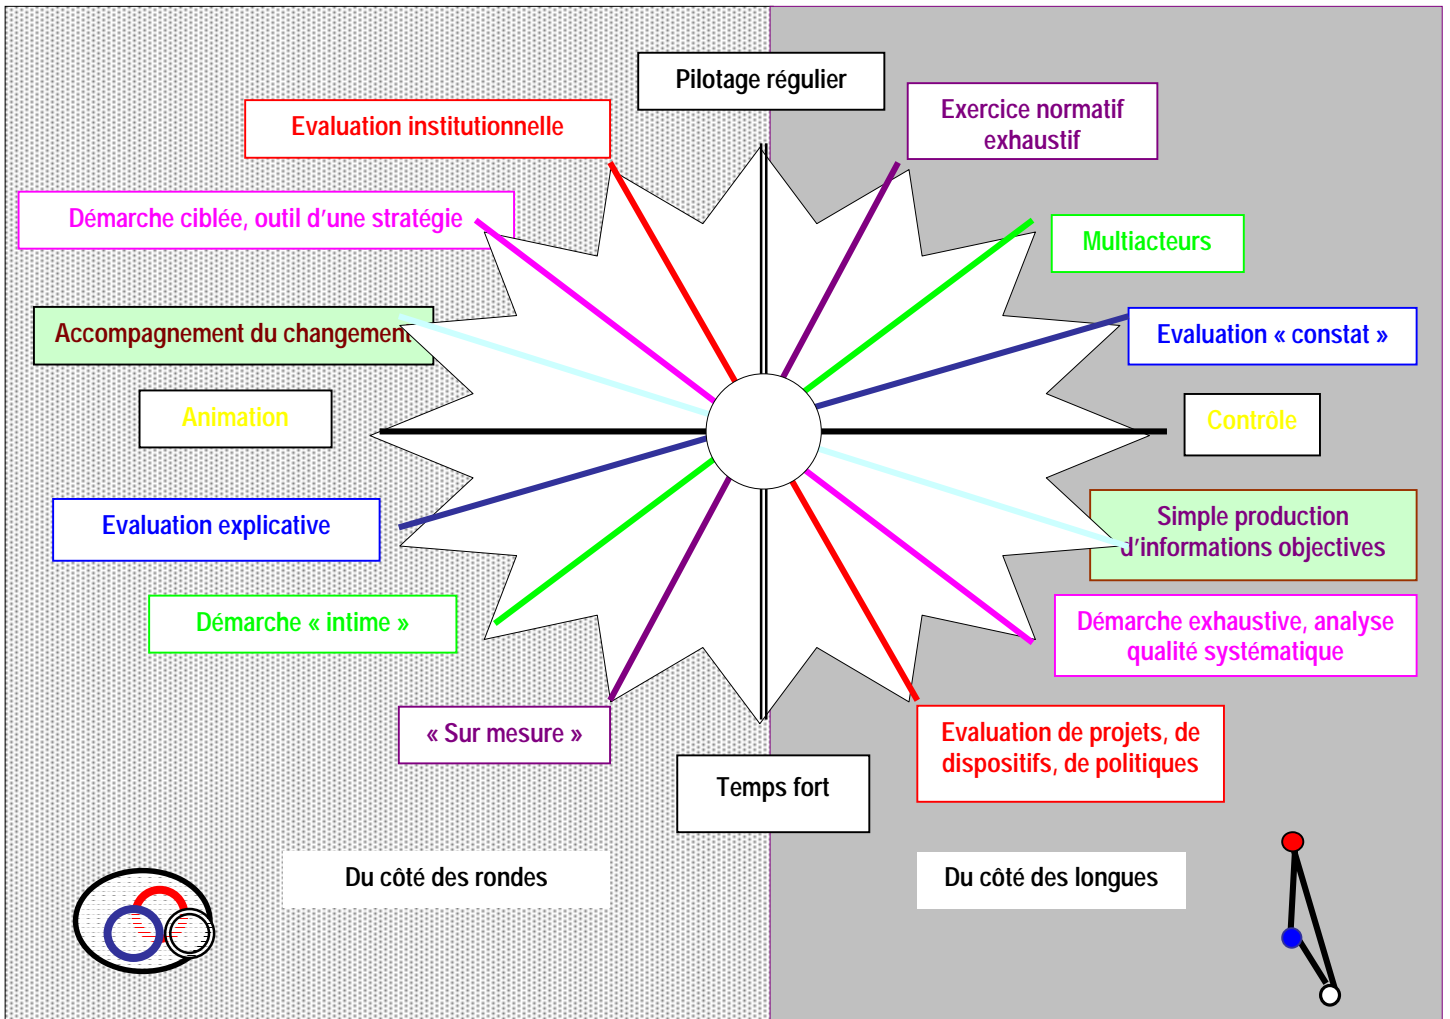 Pilotage régulier
Evaluation institutionnelle
Exercice normatif
exhaustif
Démarche ciblée, outil d’une stratégie
Multiacteurs
Accompagnement du changement
Evaluation « constat »
Animation
Contrôle
Evaluation explicative
Simple production
d’informations objectives
Démarche « intime »
Démarche exhaustive, analyse
qualité systématique
« Sur mesure »
Evaluation de projets, de
dispositifs, de politiques
Temps fort
Du côté des rondes
Du côté des longues